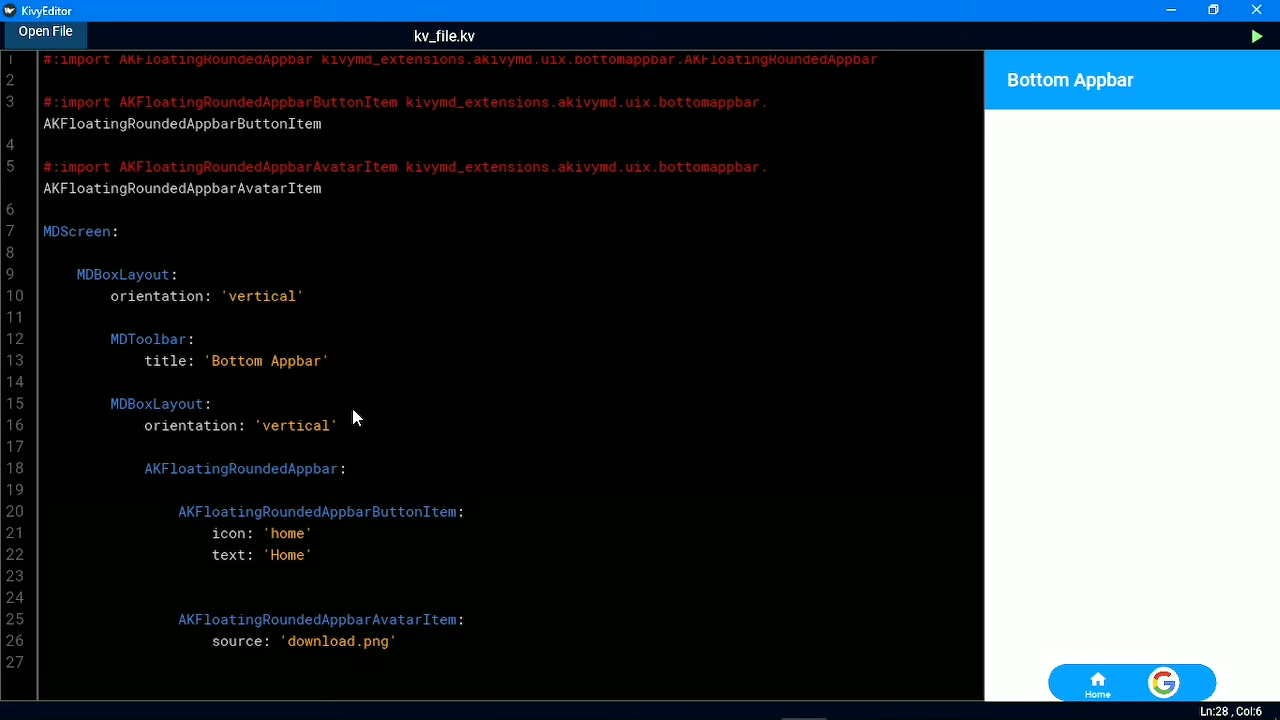 KivyEditor
Open File
kv_file.kv
1 #:import AKFloatingRoundedAppbar kivymd_extensions.akivymd.uix.bottomappbar.AKFloatingRoundedAppbar
2
3 #:import AKFloatingRoundedAppbarButtonItem kivymd_extensions.akivymd.uix.bottomappbar.
AKFloatingRoundedAppbarButtonItem
4
5 #:import AKFloatingRoundedAppbarAvatarItem kivymd_extensions.akivymd.uix.bottomappbar.
AKFloatingRoundedAppbarAvatarItem
6
7 MDScreen:
8
9 MDBoxLayout:
10 orientation: 'vertical'
11
12 MDToolbar:
13 title: 'Bottom Appbar'
14
15 MDBoxLayout:
16 orientation: 'vertical'
17
18 AKFloatingRoundedAppbar:
19
20 AKFloatingRoundedAppbarButtonItem:
21 icon: 'home'
22 text: 'Home'
23
24
25 AKFloatingRoundedAppbarAvatarItem:
26 source: 'download.png'
27
Bottom Appbar
Home
G
Ln:28 , Col:6